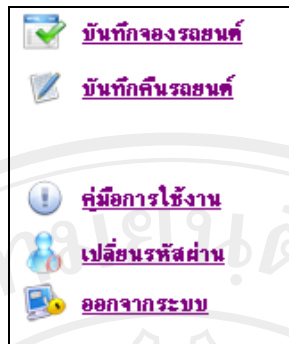 บันทึกจองรถยนต์
บันทึกคืนรถยนต์
คู่มือการใช้งาน
เปลี่ยนรหัสผ่าน
ออกจากระบบ